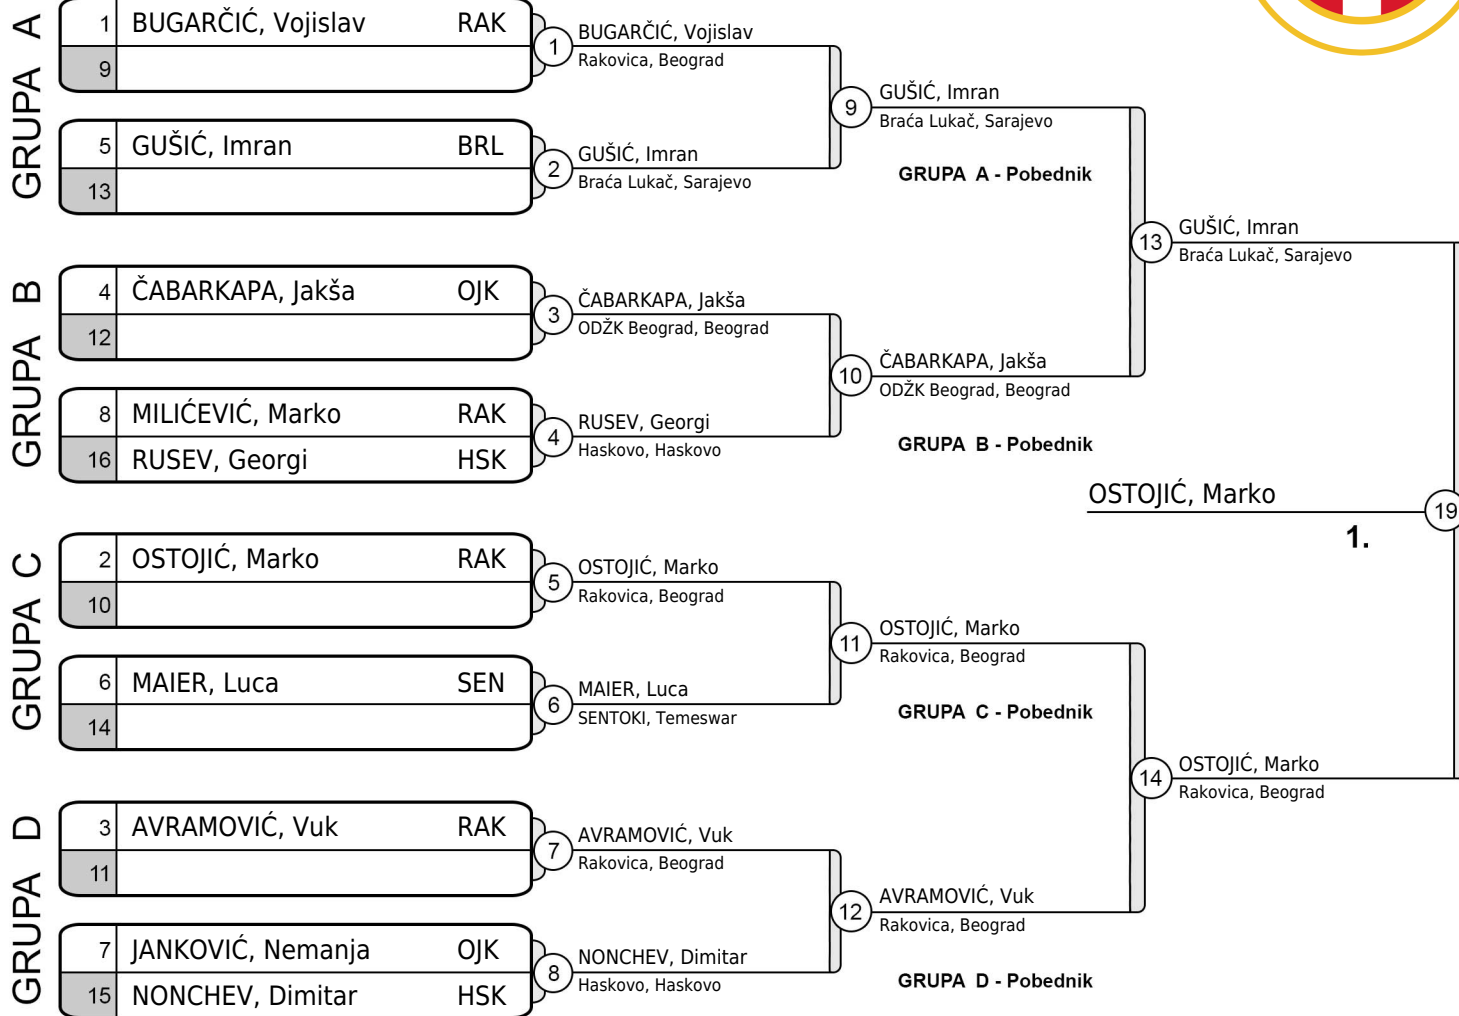 GRUPA A
1 BUGARČIĆ, Vojislav RAK
9
1
BUGARČIĆ, Vojislav
Rakovica, Beograd
5 GUŠIĆ, Imran BRL
13
2
GUŠIĆ, Imran
Braća Lukač, Sarajevo
9
GUŠIĆ, Imran
Braća Lukač, Sarajevo
GRUPA A - Pobednik
GRUPA B
4 ČABARKAPA, Jakša OJK
12
3
ČABARKAPA, Jakša
ODŽK Beograd, Beograd
8 MILIĆEVIĆ, Marko RAK
16 RUSEV, Georgi HSK
4
RUSEV, Georgi
Haskovo, Haskovo
10
ČABARKAPA, Jakša
ODŽK Beograd, Beograd
GRUPA B - Pobednik
13
GUŠIĆ, Imran
Braća Lukač, Sarajevo
OSTOJIĆ, Marko
19
1.
GRUPA C
2 OSTOJIĆ, Marko RAK
10
5
OSTOJIĆ, Marko
Rakovica, Beograd
6 MAIER, Luca SEN
14
6
MAIER, Luca
SENTOKI, Temeswar
11
OSTOJIĆ, Marko
Rakovica, Beograd
GRUPA C - Pobednik
14
OSTOJIĆ, Marko
Rakovica, Beograd
GRUPA D
3 AVRAMOVIĆ, Vuk RAK
11
7
AVRAMOVIĆ, Vuk
Rakovica, Beograd
7 JANKOVIĆ, Nemanja OJK
15 NONCHEV, Dimitar HSK
8
NONCHEV, Dimitar
Haskovo, Haskovo
12
AVRAMOVIĆ, Vuk
Rakovica, Beograd
GRUPA D - Pobednik